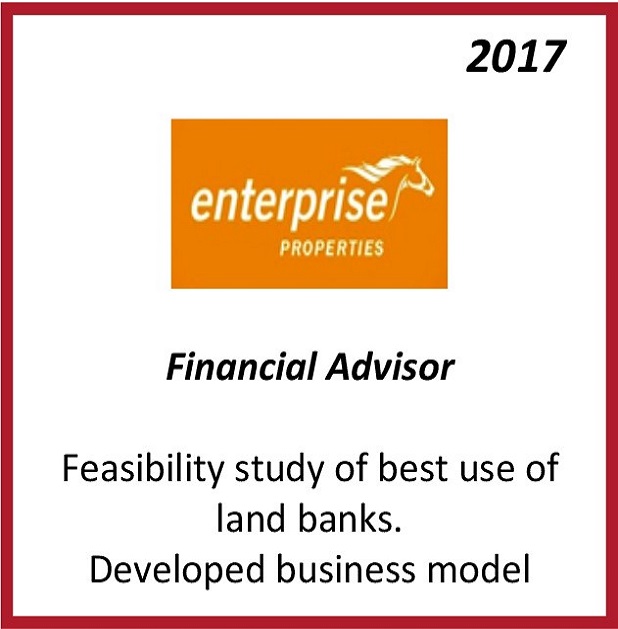 2017
enterprise
PROPERTIES
Financial Advisor
Feasibility study of best use of
land banks.
Developed business model